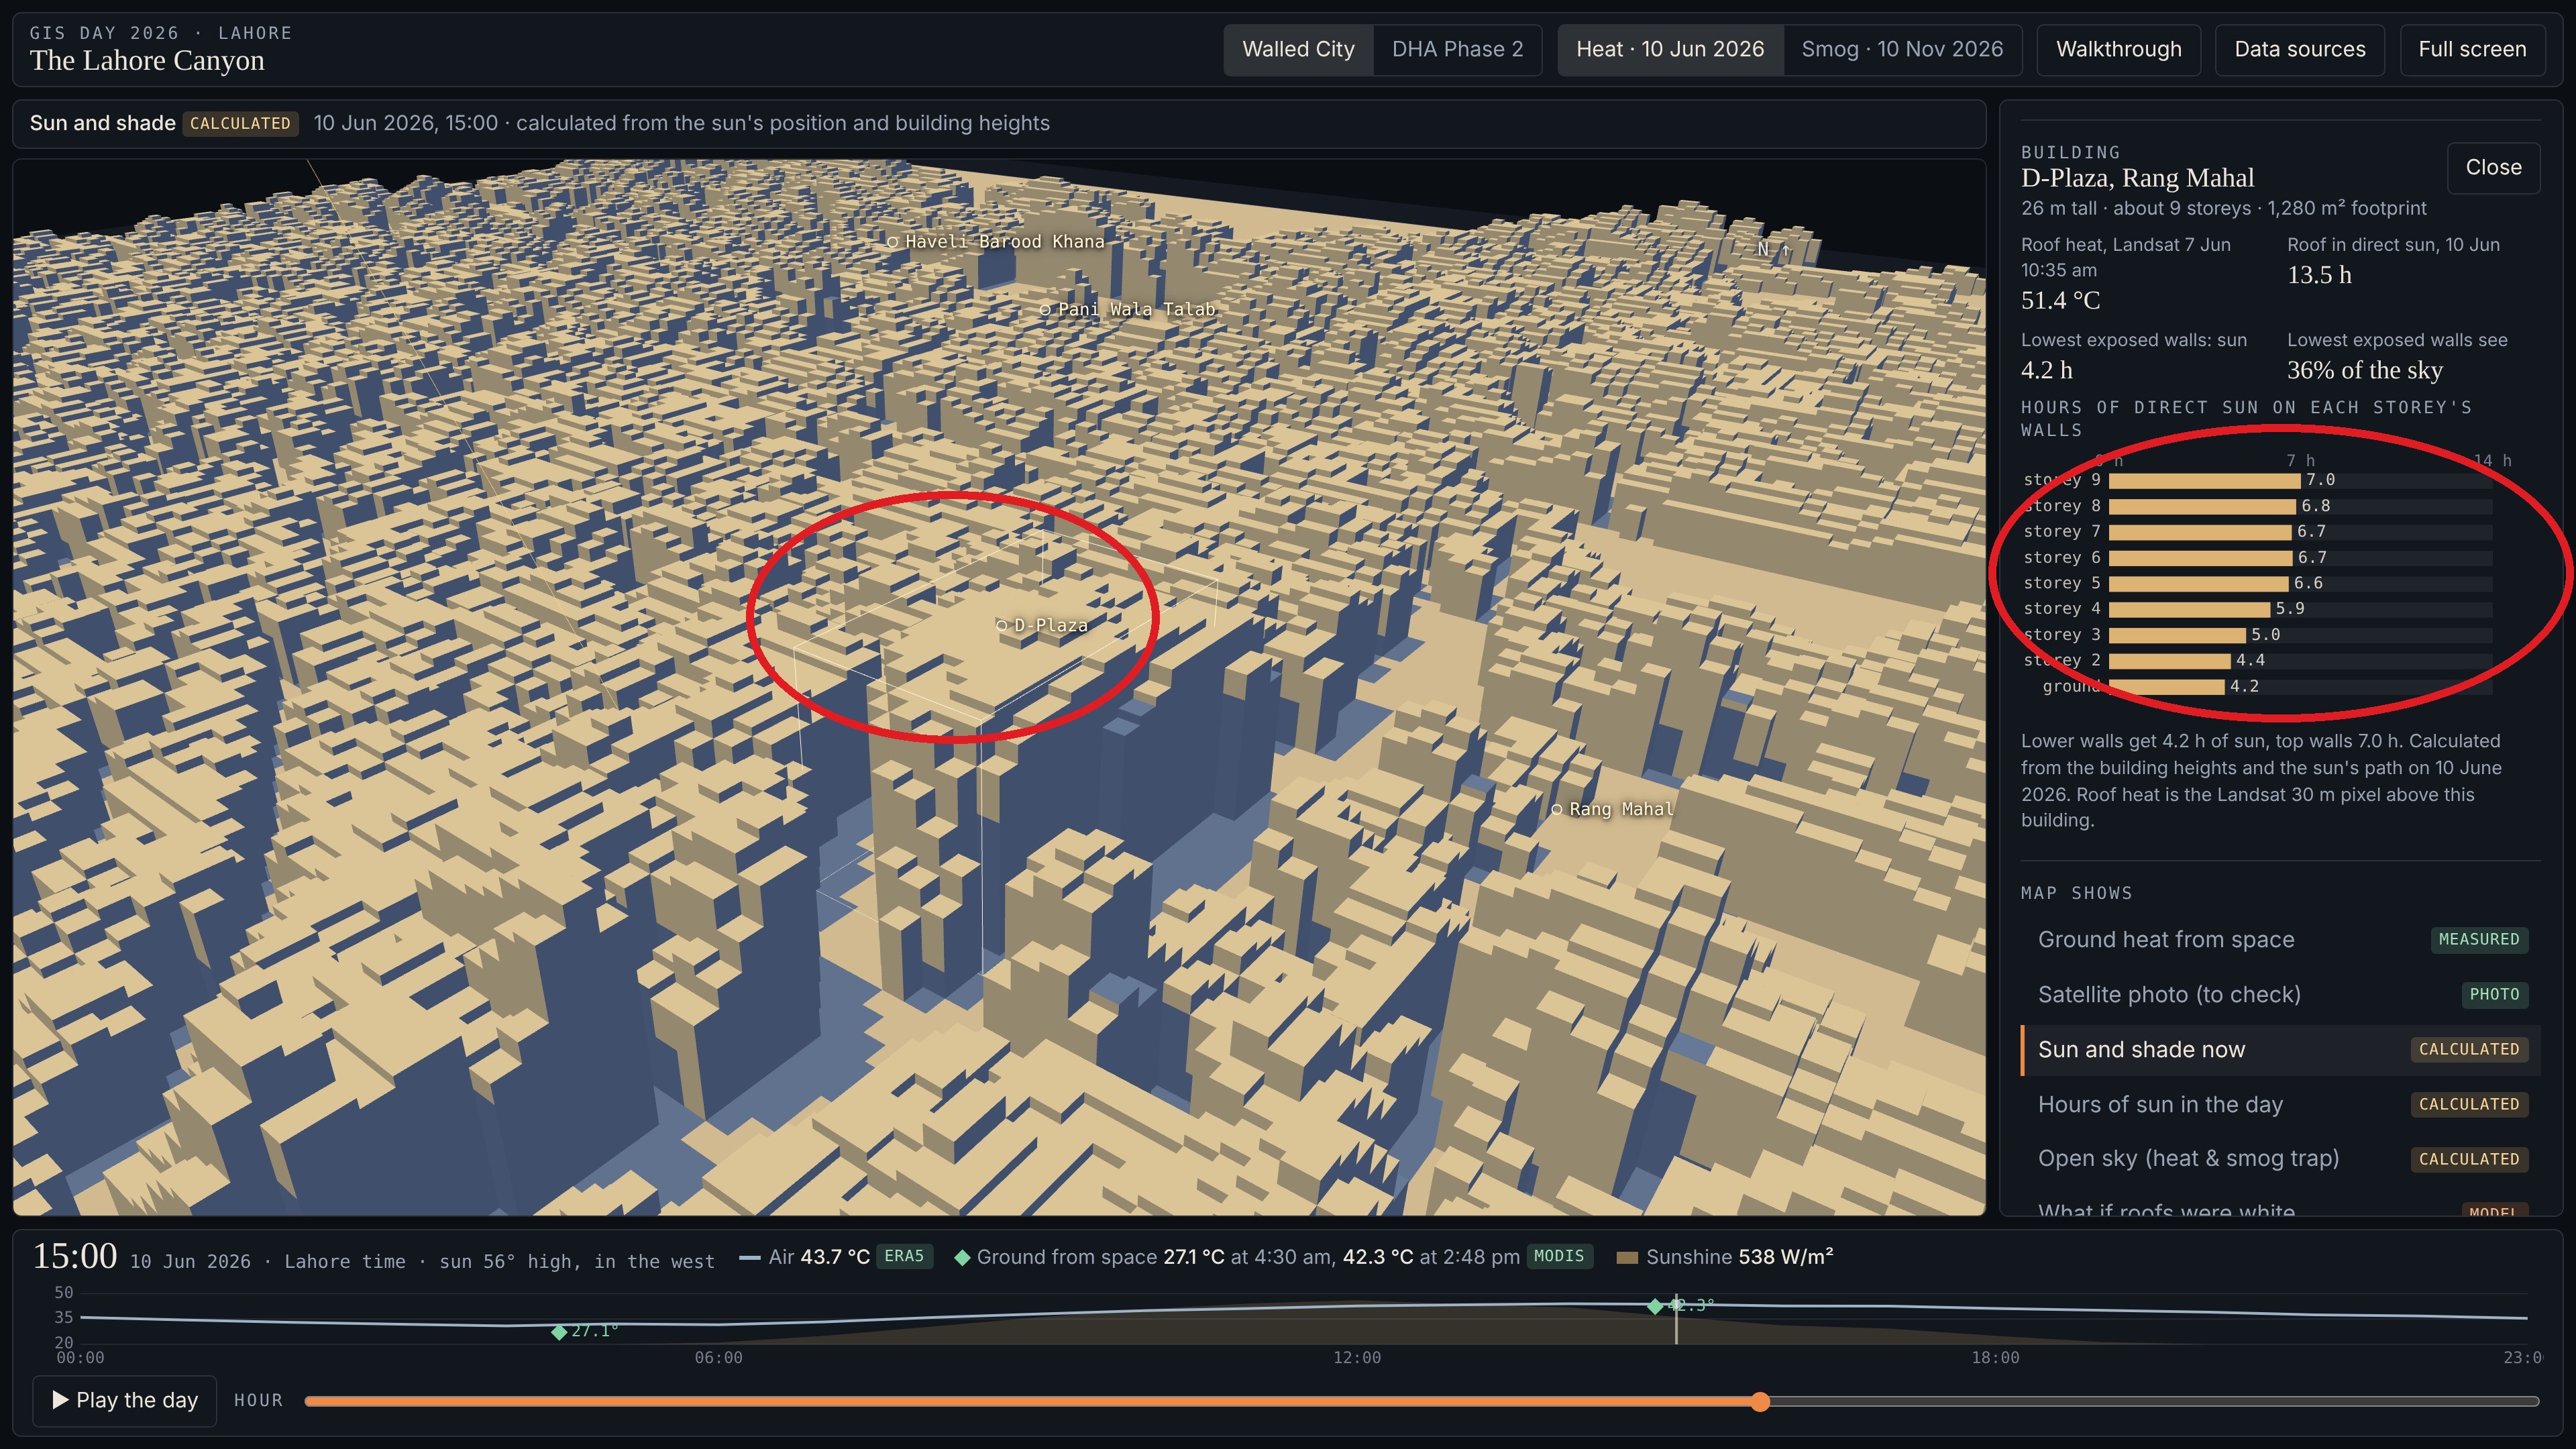 GIS DAY 2026 · LAHORE
The Lahore Canyon
Walled City
DHA Phase 2
Heat · 10 Jun 2026
Smog · 10 Nov 2026
Walkthrough
Data sources
Full screen
Sun and shade CALCULATED 10 Jun 2026, 15:00 · calculated from the sun's position and building heights
Haveli Barood Khana
N ↑
Pani Wala Talab
D-Plaza
Rang Mahal
BUILDING
D-Plaza, Rang Mahal
Close
26 m tall · about 9 storeys · 1,280 m² footprint
Roof heat, Landsat 7 Jun
10:35 am
51.4 °C
Roof in direct sun, 10 Jun
13.5 h
Lowest exposed walls: sun
4.2 h
Lowest exposed walls see
36% of the sky
HOURS OF DIRECT SUN ON EACH STOREY'S
WALLS
0 h 7 h 14 h
storey 9 7.0
storey 8 6.8
storey 7 6.7
storey 6 6.7
storey 5 6.6
storey 4 5.9
storey 3 5.0
storey 2 4.4
ground 4.2
Lower walls get 4.2 h of sun, top walls 7.0 h. Calculated
from the building heights and the sun's path on 10 June
2026. Roof heat is the Landsat 30 m pixel above this
building.
MAP SHOWS
Ground heat from space MEASURED
Satellite photo (to check) PHOTO
Sun and shade now CALCULATED
Hours of sun in the day CALCULATED
Open sky (heat & smog trap) CALCULATED
What if roofs were white MODEL
15:00 10 Jun 2026 · Lahore time · sun 56° high, in the west
Air 43.7 °C ERA5
Ground from space 27.1 °C at 4:30 am, 42.3 °C at 2:48 pm MODIS
Sunshine 538 W/m²
50
35
20
27.1°
42.3°
00:00 06:00 12:00 18:00 23:0
▶ Play the day
HOUR